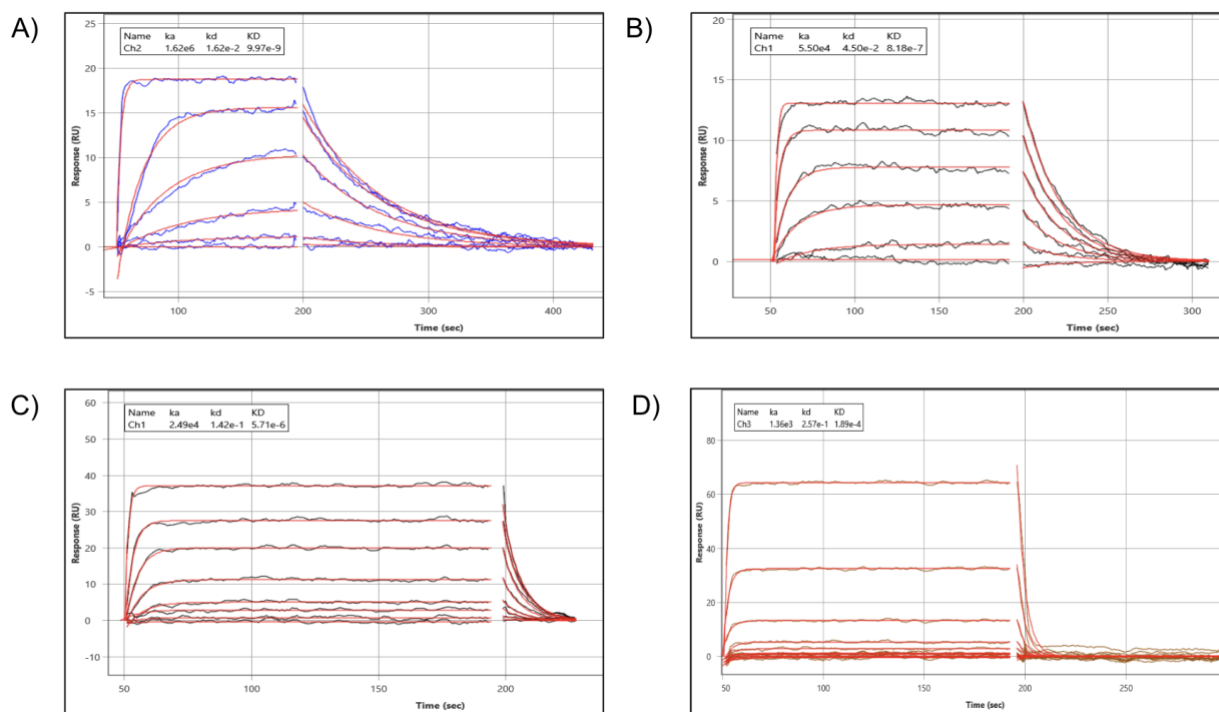 A)
25
20
15
10
5
0
-5
Response (RU)
Name ka kd KD
Ch2 1.62e6 1.62e-2 9.97e-9
100 200 300 400
Time (sec)
B)
20
15
10
5
0
Response (RU)
Name ka kd KD
Ch1 5.50e4 4.50e-2 8.18e-7
50 100 150 200 250 300
Time (sec)
C)
60
50
40
30
20
10
0
-10
Response (RU)
Name ka kd KD
Ch1 2.49e4 1.42e-1 5.71e-6
50 100 150 200
Time (sec)
D)
80
60
40
20
0
Response (RU)
Name ka kd KD
Ch3 1.36e3 2.57e-1 1.89e-4
50 100 150 200 250
Time (sec)